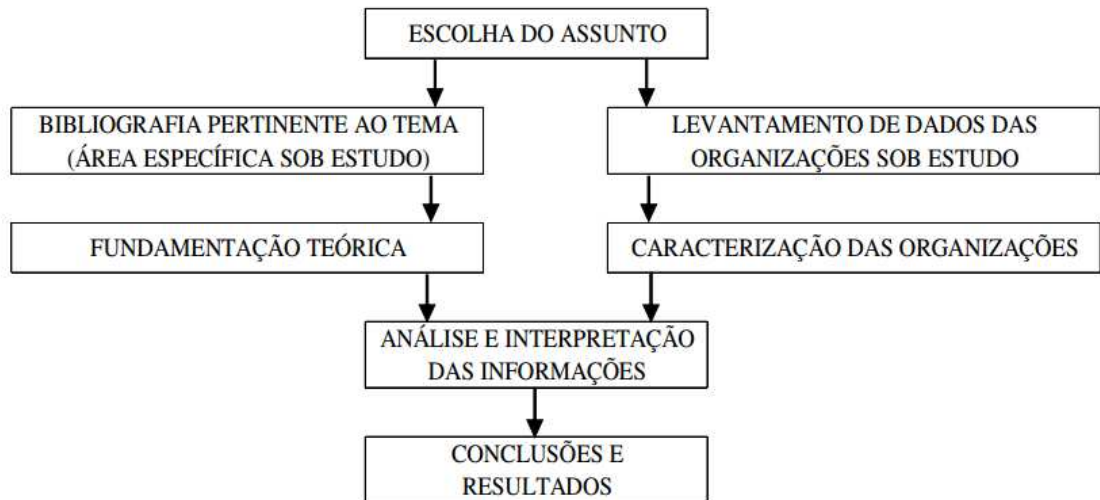 ESCOLHA DO ASSUNTO
BIBLIOGRAFIA PERTINENTE AO TEMA
(ÁREA ESPECÍFICA SOB ESTUDO)
LEVANTAMENTO DE DADOS DAS
ORGANIZAÇÕES SOB ESTUDO
FUNDAMENTAÇÃO TEÓRICA
CARACTERIZAÇÃO DAS ORGANIZAÇÕES
ANÁLISE E INTERPRETAÇÃO
DAS INFORMAÇÕES
CONCLUSÕES E
RESULTADOS